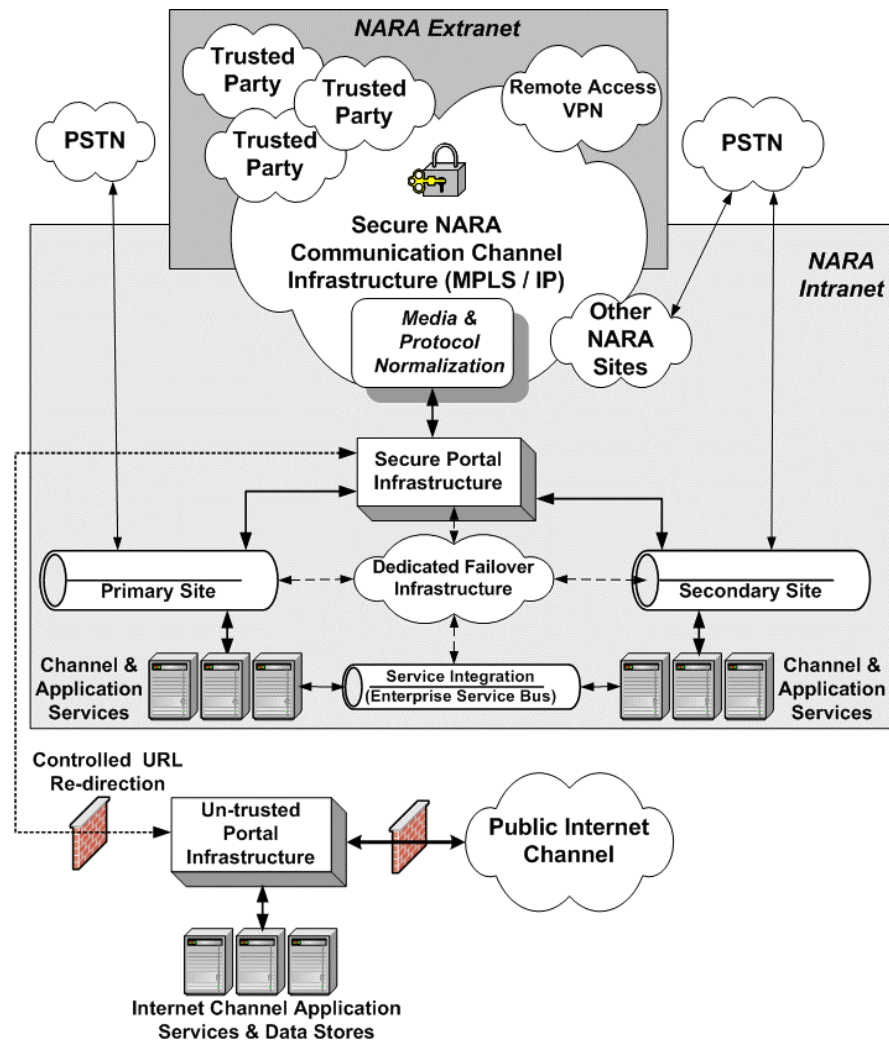 NARA Extranet
Trusted
Party
Trusted
Party
Trusted
Party
Remote Access
VPN
PSTN
PSTN
Secure NARA
Communication Channel
Infrastructure (MPLS / IP)
NARA
Intranet
Media &
Protocol
Normalization
Other
NARA
Sites
Secure Portal
Infrastructure
Dedicated Failover
Infrastructure
Primary Site
Secondary Site
Channel &
Application
Services
Service Integration
(Enterprise Service Bus)
Channel &
Application
Services
Controlled URL
Re-direction
Un-trusted
Portal
Infrastructure
Public Internet
Channel
Internet Channel Application
Services & Data Stores